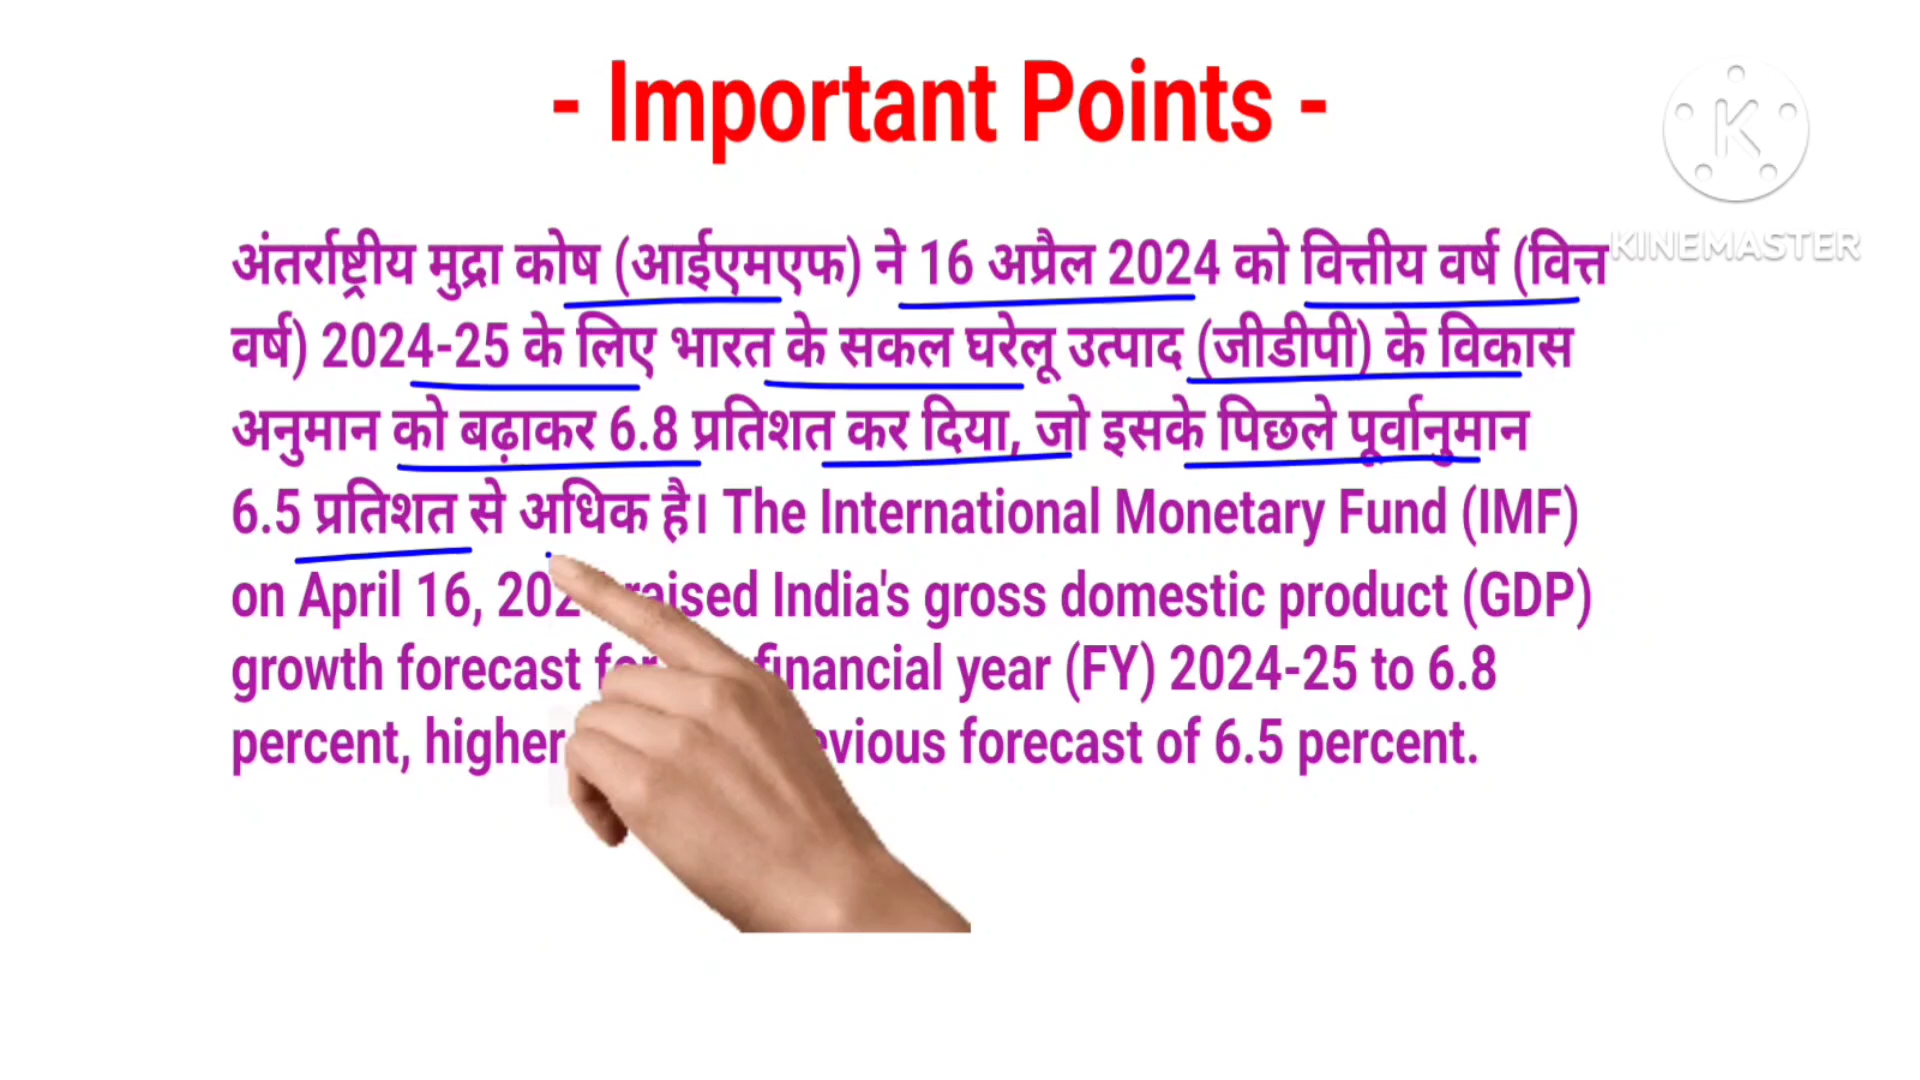 - Important Points -
K
KINEMASTER
अंतर्राष्ट्रीय मुद्रा कोष (आईएमएफ) ने 16 अप्रैल 2024 को वित्तीय वर्ष (वित्त
वर्ष) 2024-25 के लिए भारत के सकल घरेलू उत्पाद (जीडीपी) के विकास
अनुमान को बढ़ाकर 6.8 प्रतिशत कर दिया, जो इसके पिछले पूर्वानुमान
6.5 प्रतिशत से अधिक है। The International Monetary Fund (IMF)
on April 16, raised India's gross domestic product (GDP)
growth forecast financial year (FY) 2024-25 to 6.8
percent, higher forecast of 6.5 percent.